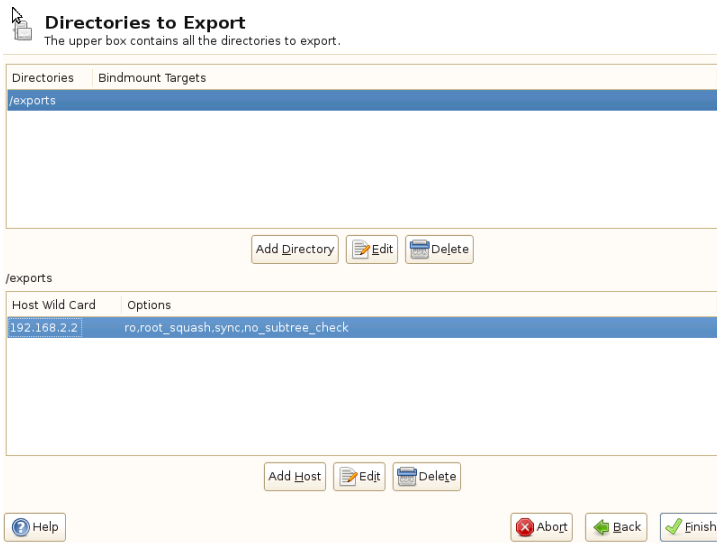 Directories to Export
The upper box contains all the directories to export.
Directories Bindmount Targets
/exports
Add Directory Edit Delete
/exports
Host Wild Card Options
192.168.2.2 ro,root_squash,sync,no_subtree_check
Add Host Edit Delete
Help Abort Back Finish